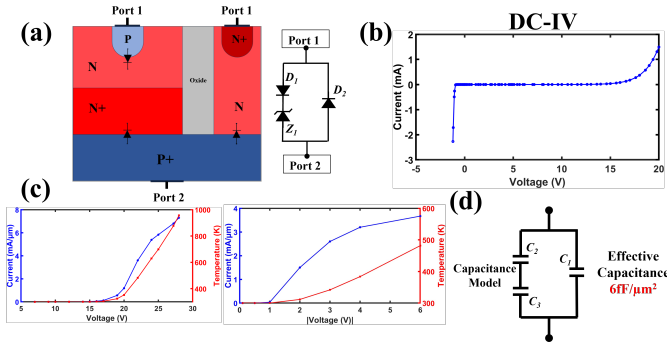 (a)
Port 1
Port 1
P
N+
N
Oxide
N+
N
P+
Port 2
Port 1
D1
D2
Z1
Port 2
(b)
DC-IV
Current (mA)
2
1
0
-1
-2
-3
-5
0
5
10
15
20
Voltage (V)
(c)
Current (mA/µm)
8
6
4
2
0
5
10
15
20
25
Voltage (V)
1000
800
600
400
Temperature (K)
Current (mA/µm)
4
2
0
0
1
2
3
4
5
6
|Voltage (V)|
600
500
400
300
Temperature (K)
(d)
C2
C1
C3
Capacitance
Model
Effective
Capacitance
6fF/µm²